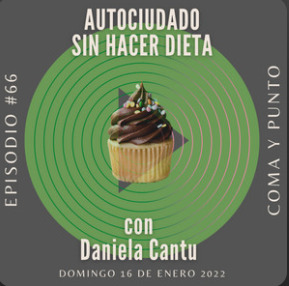 AUTOCIUDADO
SIN HACER DIETA
EPISODIO #66
COMA Y PUNTO
con
Daniela Cantu
DOMINGO 16 DE ENERO 2022